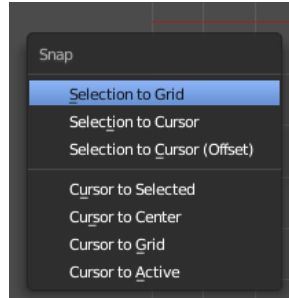 Snap
Selection to Grid
Selection to Cursor
Selection to Cursor (Offset)
Cursor to Selected
Cursor to Center
Cursor to Grid
Cursor to Active